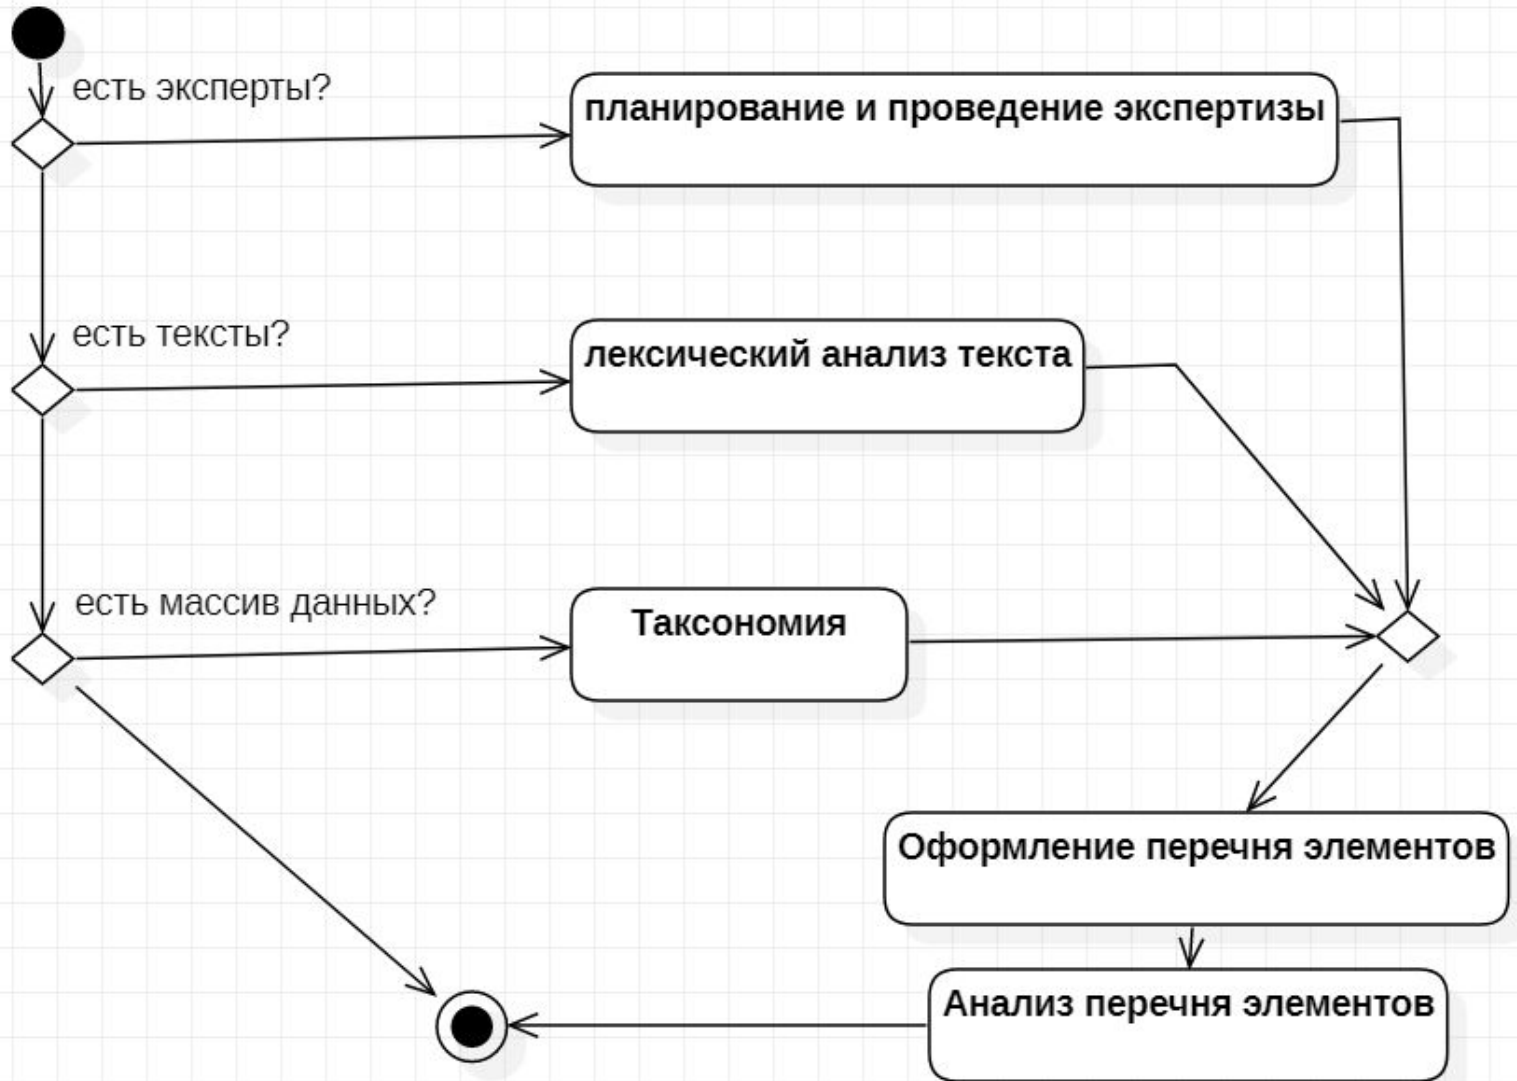 есть эксперты?
планирование и проведение экспертизы
есть тексты?
лексический анализ текста
есть массив данных?
Таксономия
Оформление перечня элементов
Анализ перечня элементов